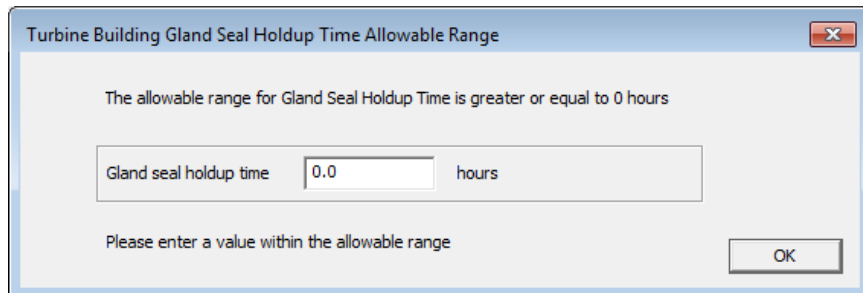 Turbine Building Gland Seal Holdup Time Allowable Range
The allowable range for Gland Seal Holdup Time is greater or equal to 0 hours
Gland seal holdup time 0.0 hours
Please enter a value within the allowable range
OK